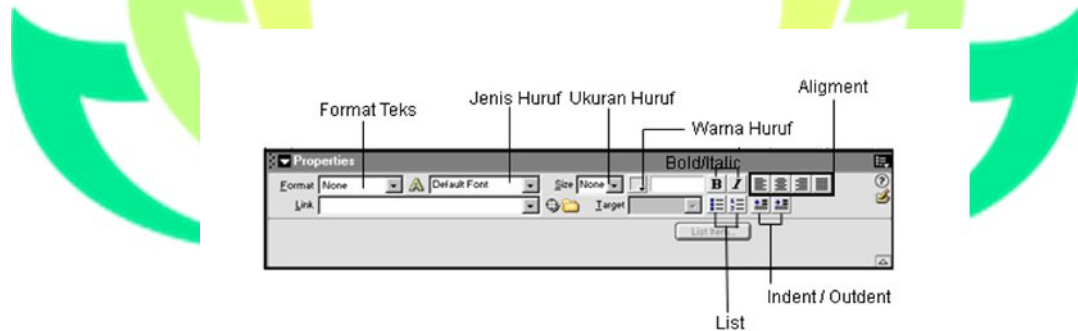 Aligment
Jenis Huruf Ukuran Huruf
Format Teks
Warna Huruf
Properties
Bold/Italic
Format None A Default Font Size None B I
Link Target
List Item...
Indent / Outdent
List